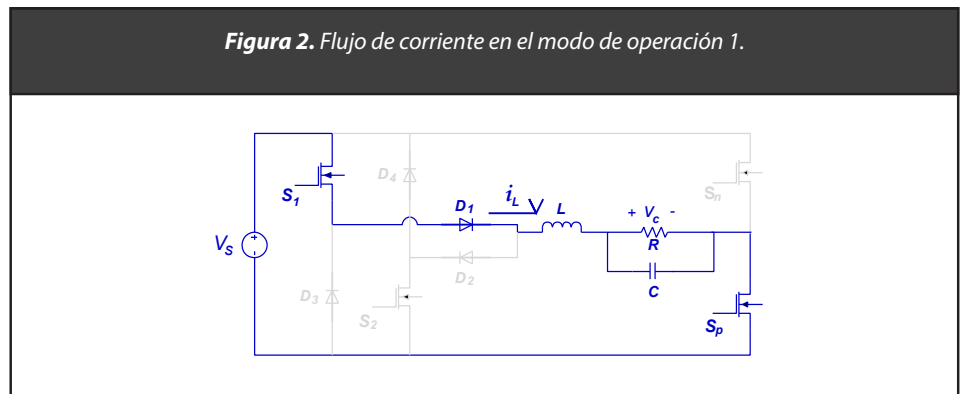 Figura 2. Flujo de corriente en el modo de operación 1.
D4
Sn
S1
D1
iL
L
+ Vc -
R
VS
+
-
D2
C
D3
S2
Sp